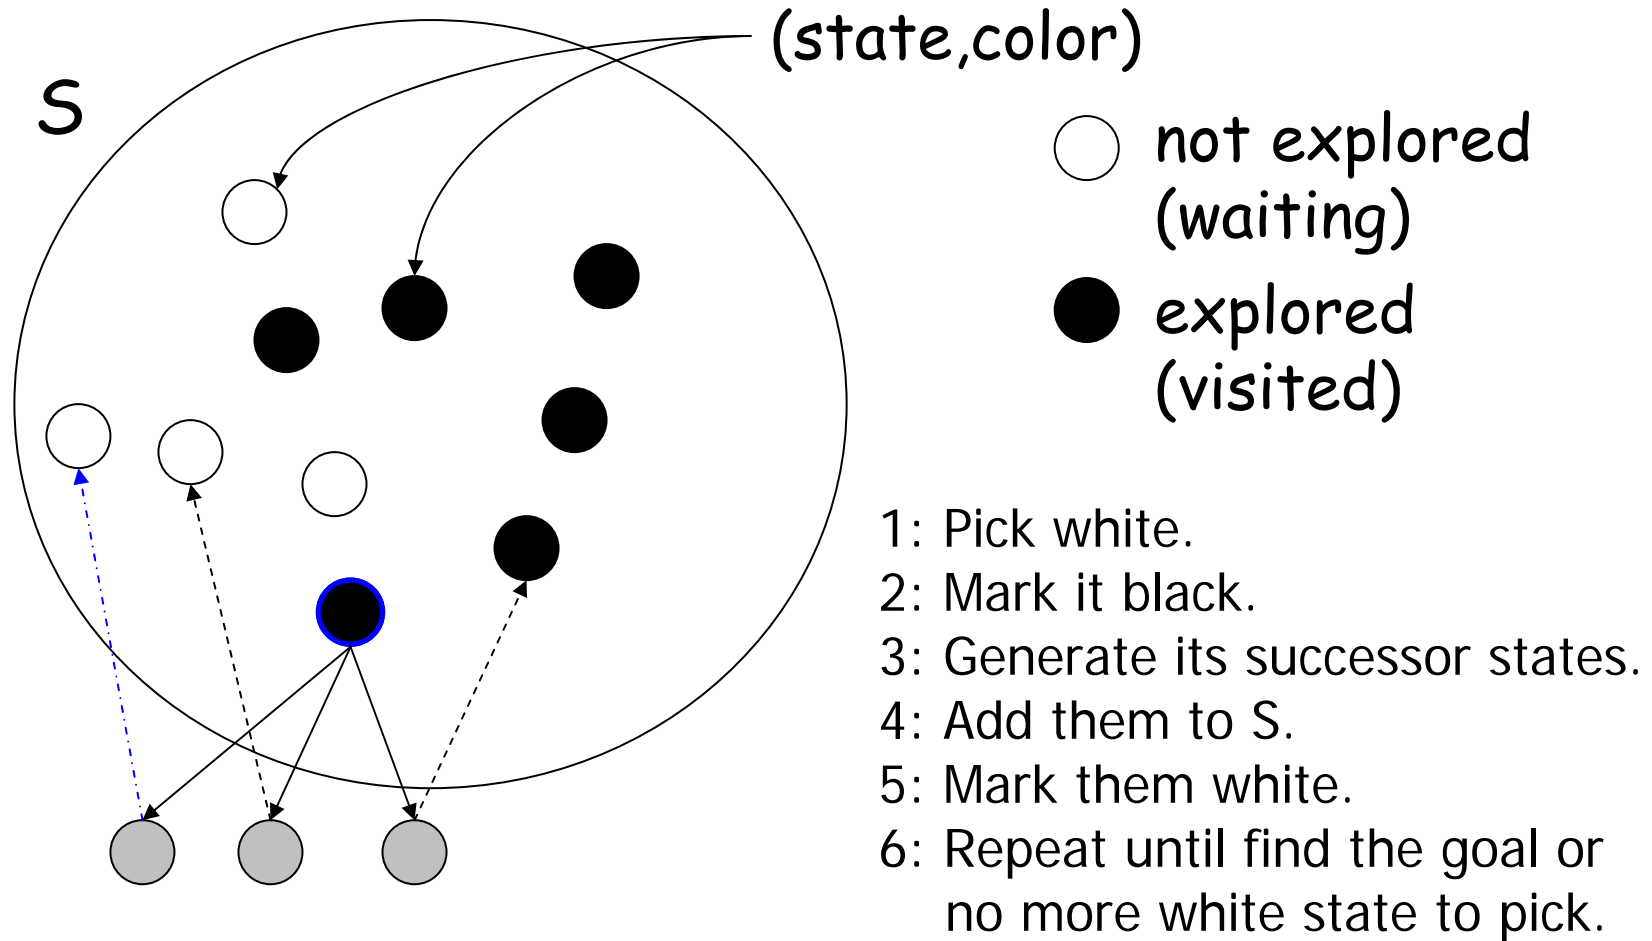 (state,color)
S
not explored
(waiting)
explored
(visited)
1: Pick white.
2: Mark it black.
3: Generate its successor states.
4: Add them to S.
5: Mark them white.
6: Repeat until find the goal or
no more white state to pick.